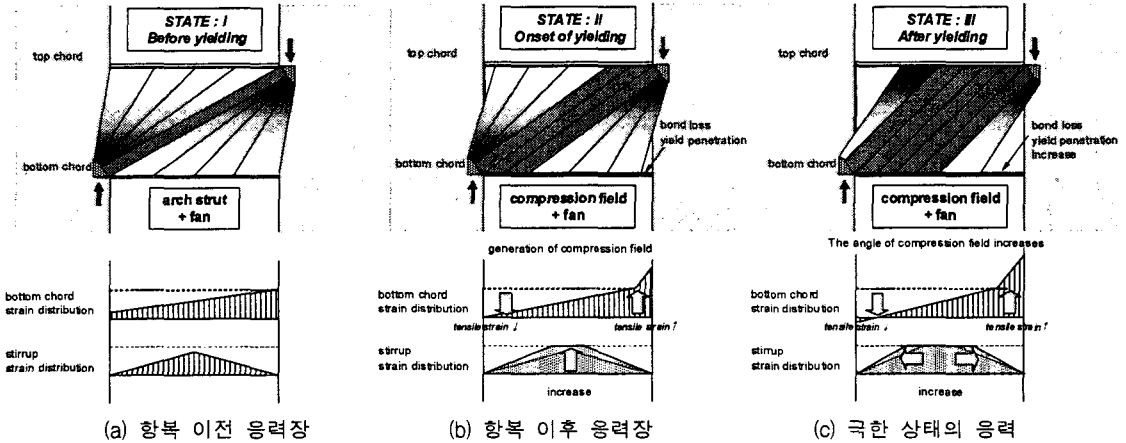 STATE : I
Before yielding
top chord
bottom chord
arch strut
+ fan
bottom chord
strain distribution
stirrup
strain distribution
(a) 항복 이전 응력장
STATE : II
Onset of yielding
top chord
bond loss
yield penetration
bottom chord
compression field
+ fan
generation of compression field
bottom chord
strain distribution
tensile strain ↓
tensile strain ↑
stirrup
strain distribution
increase
(b) 항복 이후 응력장
STATE : III
After yielding
top chord
bond loss
yield penetration
increase
bottom chord
compression field
+ fan
The angle of compression field increases
bottom chord
strain distribution
tensile strain ↓
tensile strain ↑
stirrup
strain distribution
increase
(c) 극한 상태의 응력